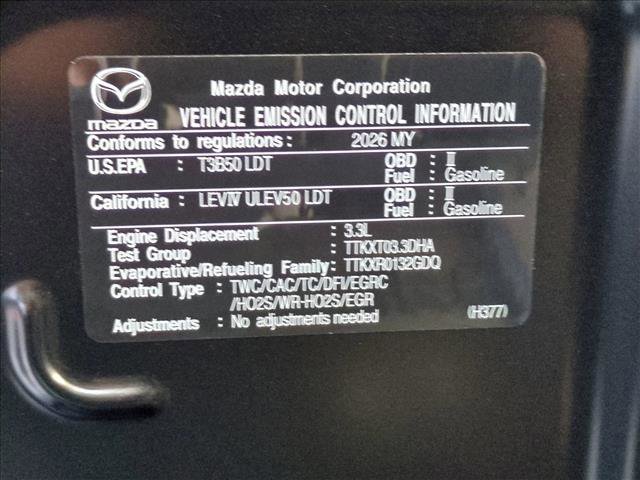 Mazda Motor Corporation
mazda VEHICLE EMISSION CONTROL INFORMATION
Conforms to regulations : 2026 MY
U.S.EPA : T3B50 LDT OBD : II
Fuel : Gasoline
California : LEVIV ULEV50 LDT OBD : II
Fuel : Gasoline
Engine Displacement : 3.3L
Test Group : TTKXT03.3DHA
Evaporative/Refueling Family : TTKXR0132GDQ
Control Type : TWC/CAC/TC/DFI/EGRC
/HO2S/WR-HO2S/EGR
Adjustments : No adjustments needed (H377)